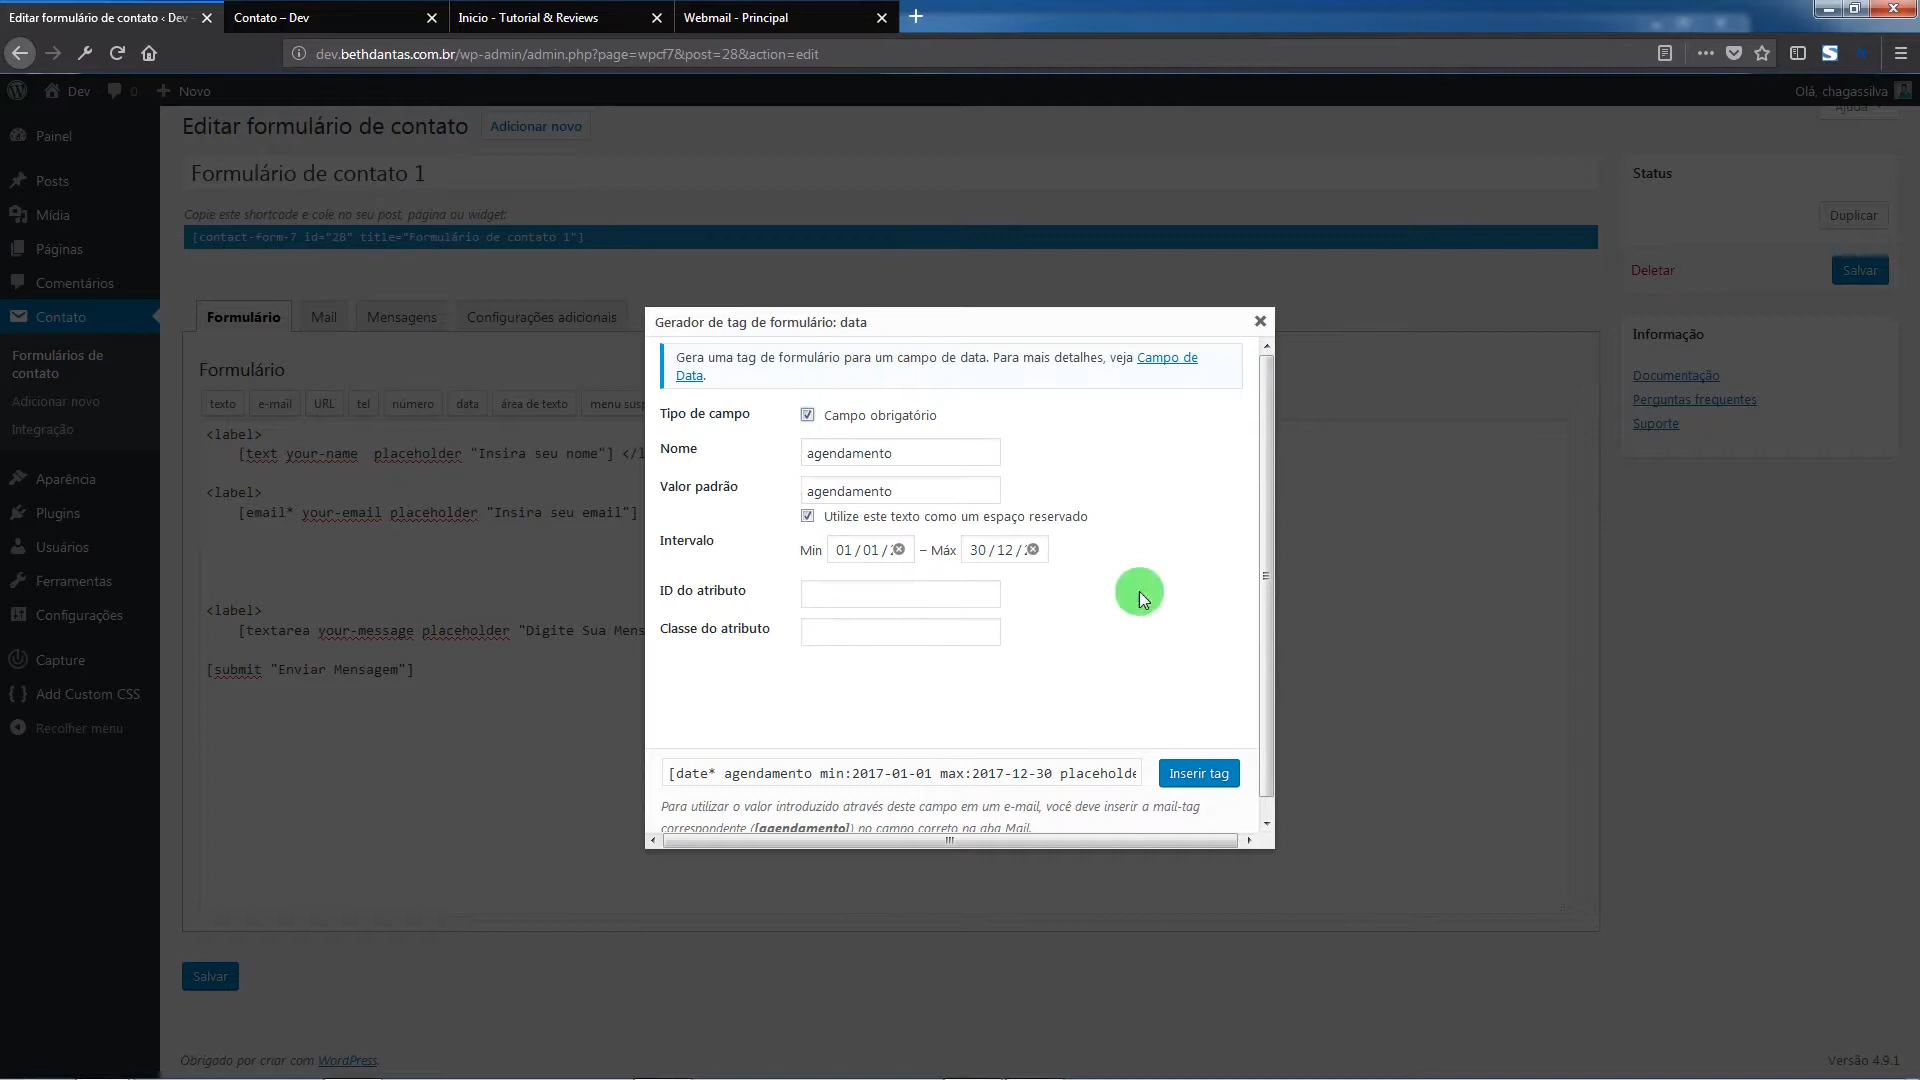 Editar formulário de contato ‹ Dev
Contato – Dev
Inicio - Tutorial & Reviews
Webmail - Principal
dev.bethdantas.com.br/wp-admin/admin.php?page=wpcf7&post=28&action=edit
Dev
0
Novo
Olá, chagassilva
Ajuda
Painel
Posts
Mídia
Páginas
Comentários
Contato
Formulários de
contato
Adicionar novo
Integração
Aparência
Plugins
Usuários
Ferramentas
Configurações
Capture
Add Custom CSS
Recolher menu
Editar formulário de contato
Adicionar novo
Formulário de contato 1
Copie este shortcode e cole no seu post, página ou widget:
[contact-form-7 id="28" title="Formulário de contato 1"]
Formulário
Mail
Mensagens
Configurações adicionais
Formulário
texto
e-mail
URL
tel
número
data
área de texto
menu sus
<label>
[text your-name  placeholder "Insira seu nome"] </l
<label>
[email* your-email placeholder "Insira seu email"]
<label>
[textarea your-message placeholder "Digite Sua Mens
[submit "Enviar Mensagem"]
Salvar
Status
Duplicar
Deletar
Salvar
Informação
Documentação
Perguntas frequentes
Suporte
Gerador de tag de formulário: data
Gera uma tag de formulário para um campo de data. Para mais detalhes, veja Campo de
Data.
Tipo de campo
Campo obrigatório
Nome
agendamento
Valor padrão
agendamento
Utilize este texto como um espaço reservado
Intervalo
Min 01 / 01 / – Máx 30 / 12 /
ID do atributo
Classe do atributo
[date* agendamento min:2017-01-01 max:2017-12-30 placeholde
Inserir tag
Para utilizar o valor introduzido através deste campo em um e-mail, você deve inserir a mail-tag
correspondente ([agendamento]) no campo correto na aba Mail.
Obrigado por criar com WordPress.
Versão 4.9.1